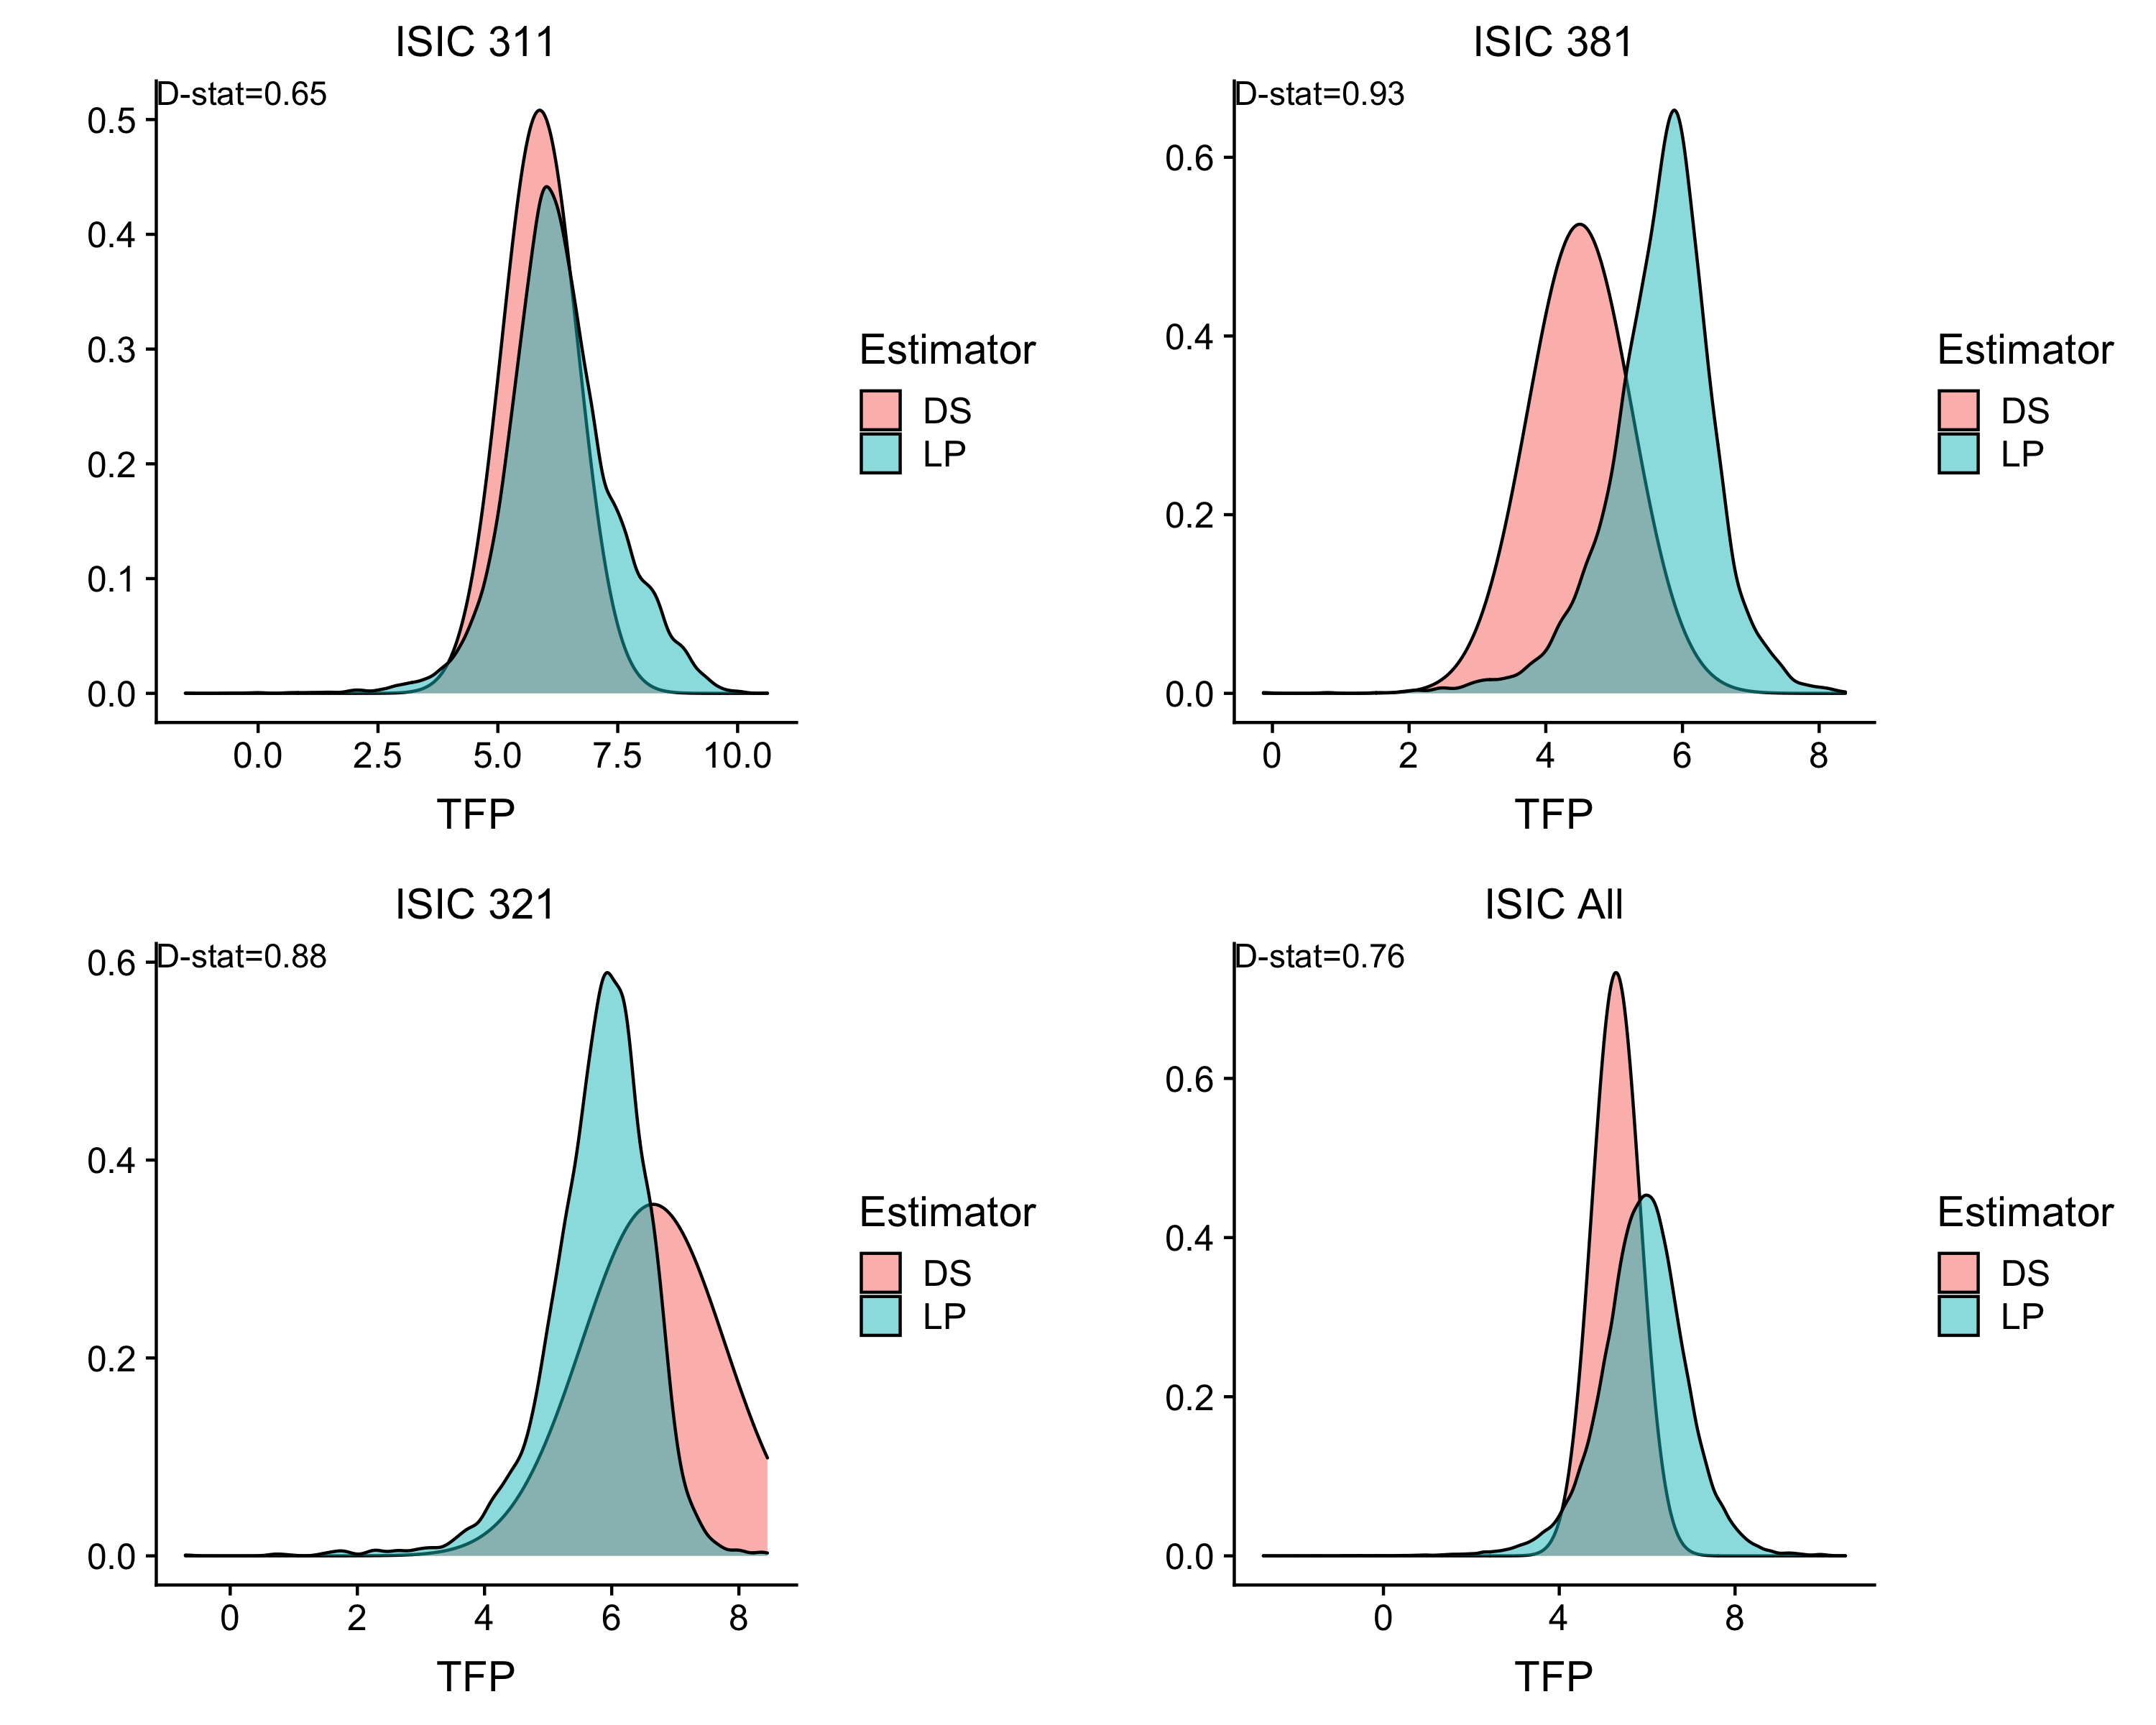 ISIC 311
D-stat=0.65
0.5
0.4
0.3
0.2
0.1
0.0
0.0 2.5 5.0 7.5 10.0
TFP
Estimator
DS
LP
ISIC 381
D-stat=0.93
0.6
0.4
0.2
0.0
0 2 4 6 8
TFP
Estimator
DS
LP
ISIC 321
D-stat=0.88
0.6
0.4
0.2
0.0
0 2 4 6 8
TFP
Estimator
DS
LP
ISIC All
D-stat=0.76
0.6
0.4
0.2
0.0
0 4 8
TFP
Estimator
DS
LP